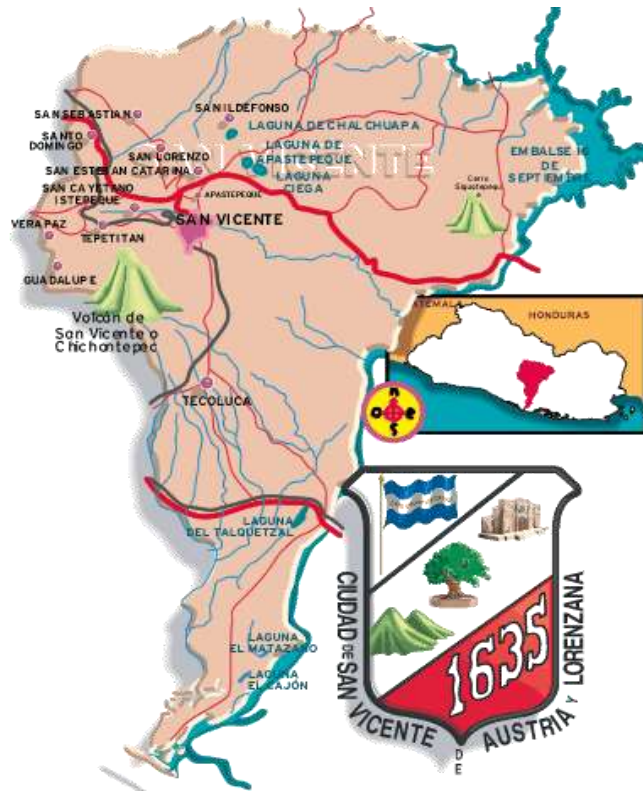 SAN SEBASTIAN
SAN ILDEFONSO
SANTO
DOMINGO
LAGUNA DE CHALCHUAPA
SAN VICENTE
SAN LORENZO
LAGUNA DE
APASTEPEQUE
EMBALSE 15
DE
SEPTIEMBRE
SAN ESTEBAN CATARINA
LAGUNA
CIEGA
SAN CAYETANO
ISTEPEQUE
APASTEPEQUE
Cerro
SAN VICENTE
VERAPAZ
TEPETITAN
GUADALUPE
Volcán de
San Vicente o
Chichontepec
ATEMALA
HONDURAS
n
o
e
s
TECOLUCA
LAGUNA
DEL TALQUETZAL
LAGUNA
EL MATAZANO
LAGUNA
EL CAJÓN
1635
CIUDAD DE SAN VICENTE DE AUSTRIA Y LORENZANA